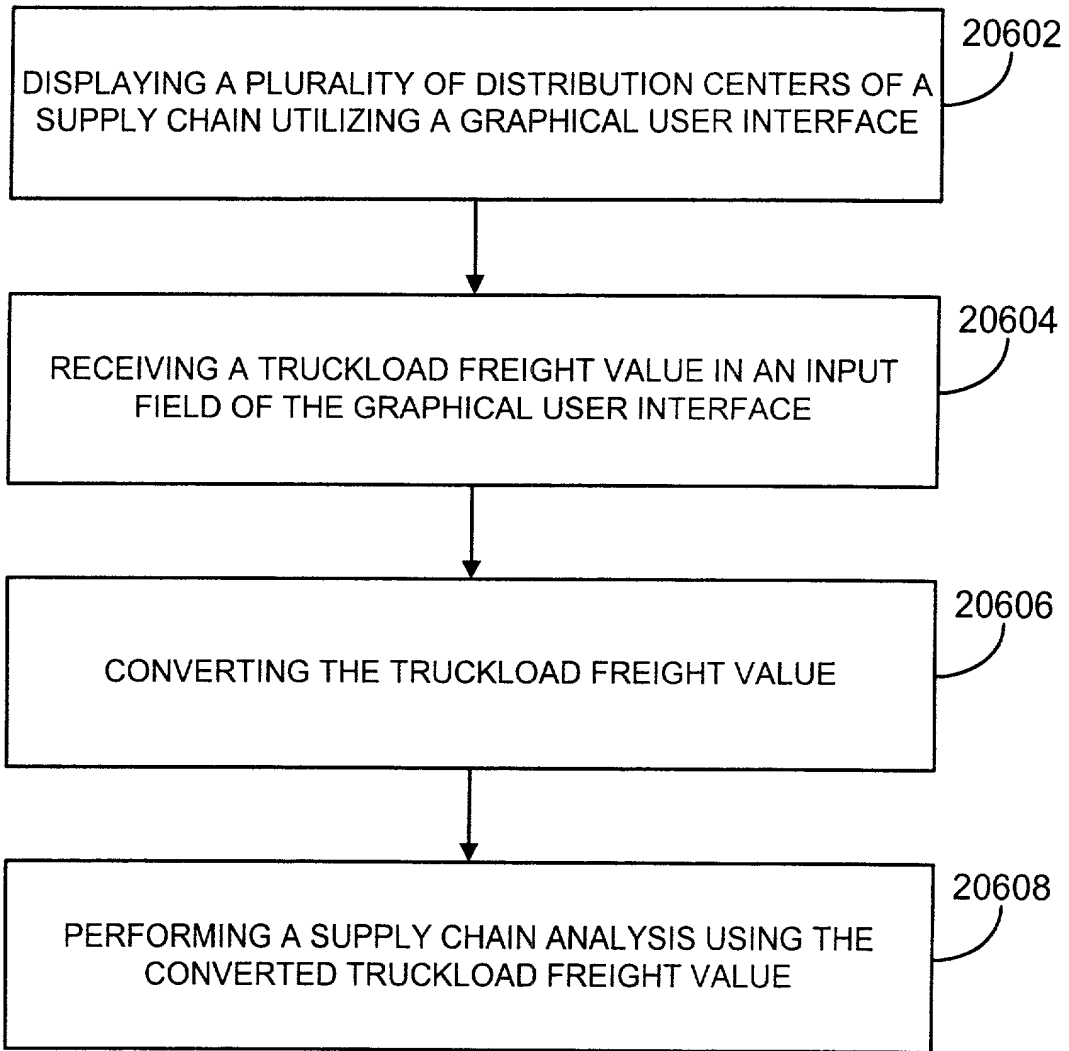 20602
DISPLAYING A PLURALITY OF DISTRIBUTION CENTERS OF A
SUPPLY CHAIN UTILIZING A GRAPHICAL USER INTERFACE
20604
RECEIVING A TRUCKLOAD FREIGHT VALUE IN AN INPUT
FIELD OF THE GRAPHICAL USER INTERFACE
20606
CONVERTING THE TRUCKLOAD FREIGHT VALUE
20608
PERFORMING A SUPPLY CHAIN ANALYSIS USING THE
CONVERTED TRUCKLOAD FREIGHT VALUE